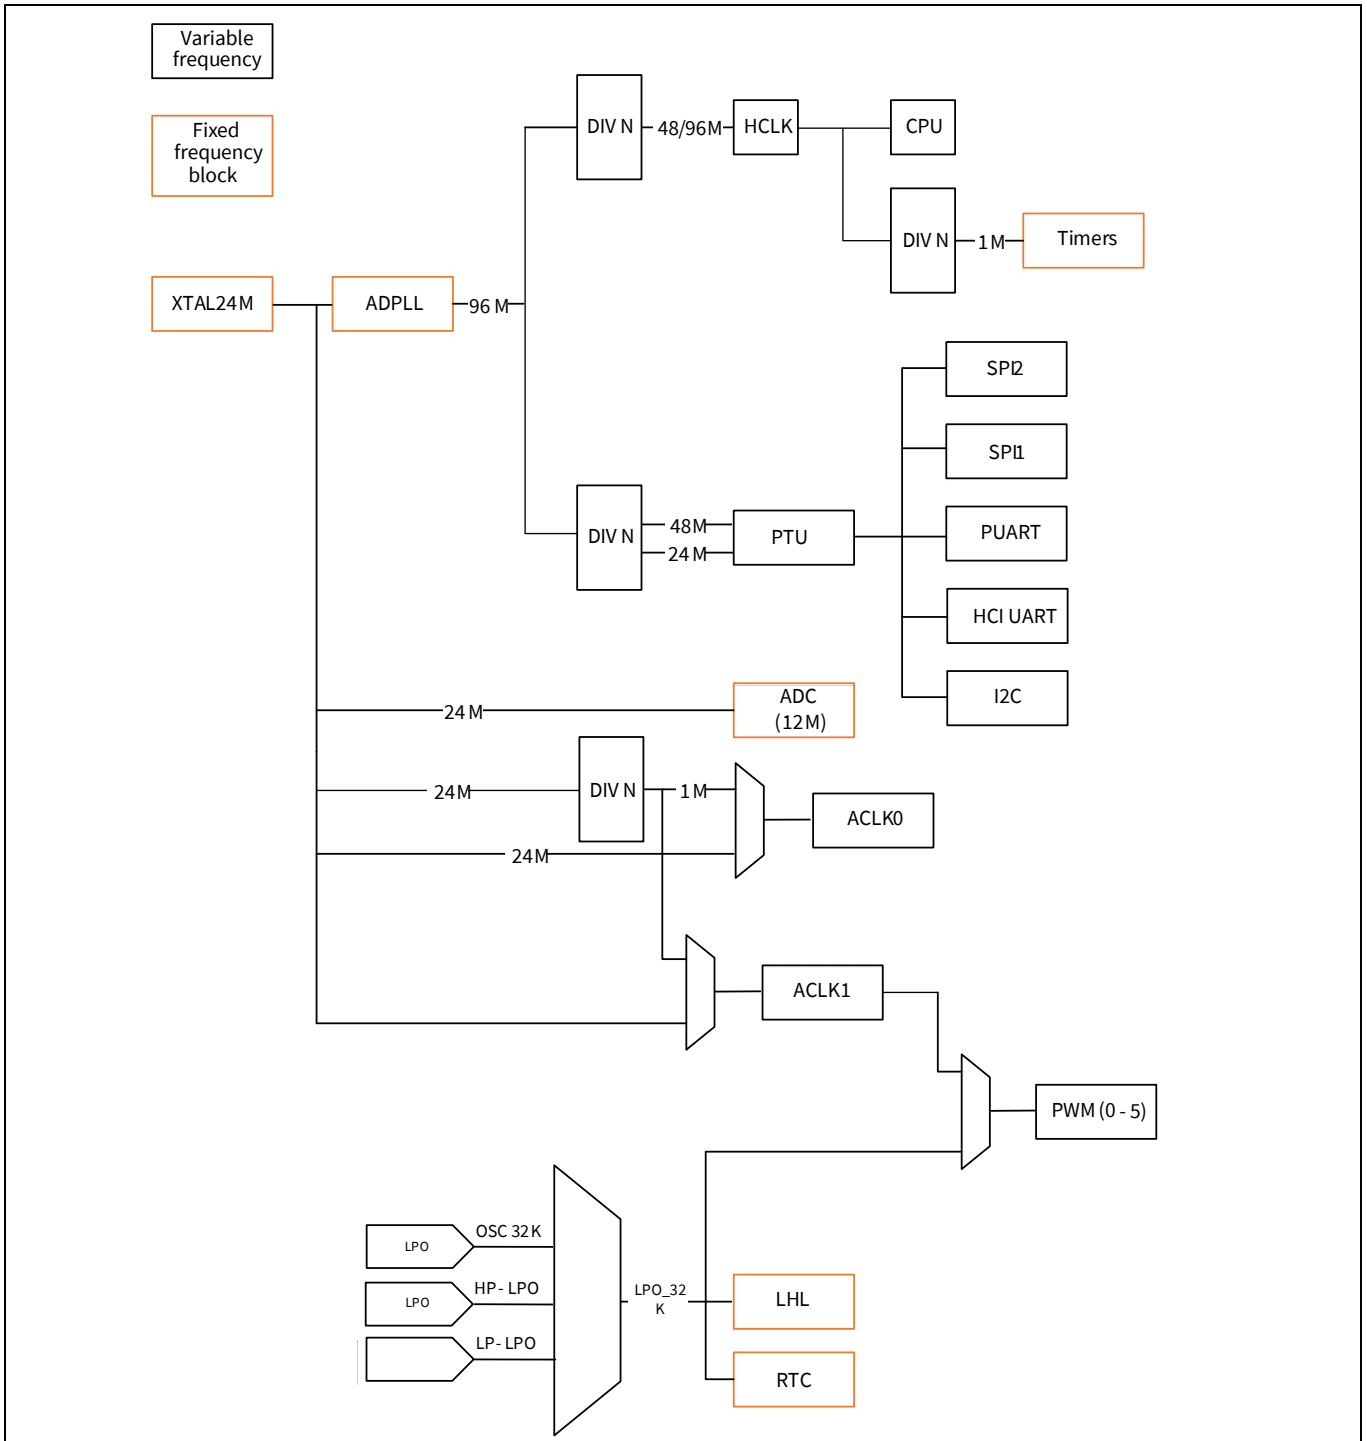 Variable
frequency
Fixed
frequency
block
DIV N
48/96M
HCLK
CPU
DIV N
1M
Timers
XTAL24M
ADPLL
96 M
SPI2
SPI1
DIV N
48M
24 M
PTU
PUART
HCI UART
I2C
24 M
ADC
(12M)
24M
DIV N
1 M
ACLK0
24M
ACLK1
PWM (0 - 5)
LPO
OSC 32K
LPO
HP - LPO
LP - LPO
LPO_32
K
LHL
RTC